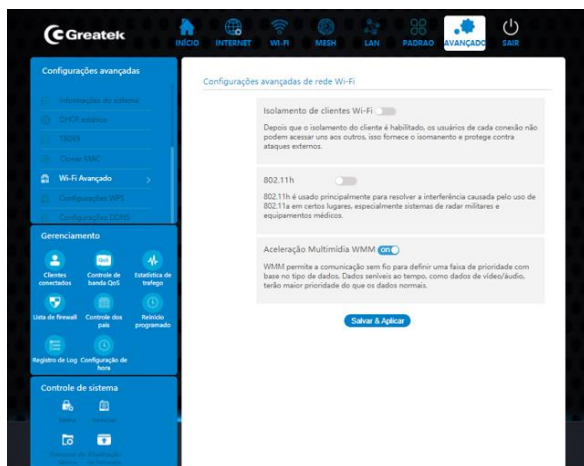 Greatek
INÍCIO
INTERNET
WI-FI
MESH
LAN
PADRAO
AVANÇADO
SAIR
Configurações avançadas
Informações do sistema
DHCP estático
TR069
Clonar MAC
Wi-Fi Avançado
Configurações WPS
Configurações DDNS
Gerenciamento
Clientes conectados
QoS
Controle de banda QoS
Estatística de trafego
Lista de firewall
Controle dos pais
Reinício programado
Registro de Log
Configuração de hora
Controle de sistema
Configurações avançadas de rede Wi-Fi
Isolamento de clientes Wi-Fi
Depois que o isolamento do cliente é habilitado, os usuários de cada conexão não
podem acessar uns aos outros, isso fornece o isomanento e protege contra
ataques externos.
802.11h
802.11h é usado principalmente para resolver a interferência causada pelo uso de
802.11a em certos lugares, especialmente sistemas de radar militares e
equipamentos médicos.
Aceleração Multimídia WMM ON
WMM permite a comunicação sem fio para definir uma faixa de prioridade com
base no tipo de dados. Dados seníveis ao tempo, como dados de vídeo/áudio,
terão maior prioridade do que os dados normais.
Salvar & Aplicar